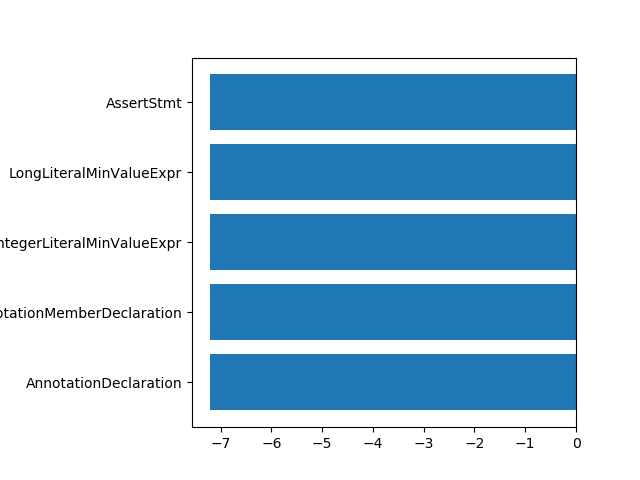 AssertStmt
LongLiteralMinValueExpr
ntegerLiteralMinValueExpr
otationMemberDeclaration
AnnotationDeclaration
−7 −6 −5 −4 −3 −2 −1 0